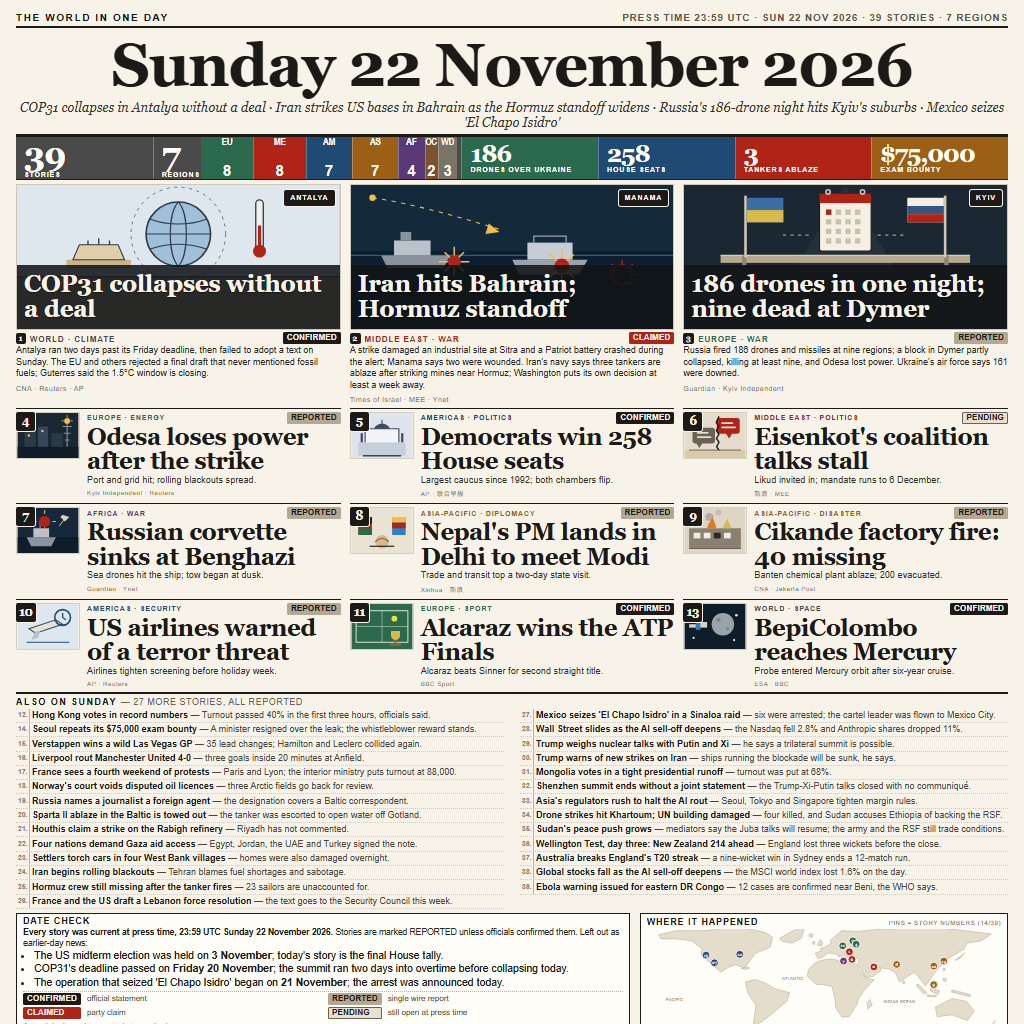 THE WORLD IN ONE DAY
PRESS TIME 23:59 UTC · SUN 22 NOV 2026 · 39 STORIES · 7 REGIONS
Sunday 22 November 2026
COP31 collapses in Antalya without a deal · Iran strikes US bases in Bahrain as the Hormuz standoff widens · Russia's 186-drone night hits Kyiv's suburbs · Mexico seizes
'El Chapo Isidro'
39
STORIES
7
REGIONS
EU
8
ME
8
AM
7
AS
7
AF
4
OC
2
WD
3
186
DRONES OVER UKRAINE
258
HOUSE SEATS
3
TANKERS ABLAZE
$75,000
EXAM BOUNTY
ANTALYA
COP31 collapses without
a deal
1 WORLD · CLIMATE
CONFIRMED
Antalya ran two days past its Friday deadline, then failed to adopt a text on
Sunday. The EU and others rejected a final draft that never mentioned fossil
fuels; Guterres said the 1.5°C window is closing.
CNA · Reuters · AP
MANAMA
Iran hits Bahrain;
Hormuz standoff
2 MIDDLE EAST · WAR
CLAIMED
A strike damaged an industrial site at Sitra and a Patriot battery crashed during
the alert; Manama says two were wounded. Iran's navy says three tankers are
ablaze after striking mines near Hormuz; Washington puts its own decision at
least a week away.
Times of Israel · MEE · Ynet
KYIV
186 drones in one night;
nine dead at Dymer
3 EUROPE · WAR
REPORTED
Russia fired 186 drones and missiles at nine regions; a block in Dymer partly
collapsed, killing at least nine, and Odesa lost power. Ukraine's air force says 161
were downed.
Guardian · Kyiv Independent
4
EUROPE · ENERGY
REPORTED
Odesa loses power
after the strike
Port and grid hit; rolling blackouts spread.
Kyiv Independent · Reuters
5
AMERICAS · POLITICS
CONFIRMED
Democrats win 258
House seats
Largest caucus since 1992; both chambers flip.
AP · 联合早报
6
MIDDLE EAST · POLITICS
PENDING
Eisenkot's coalition
talks stall
Likud invited in; mandate runs to 6 December.
新浪 · MEE
7
AFRICA · WAR
REPORTED
Russian corvette
sinks at Benghazi
Sea drones hit the ship; tow began at dusk.
Guardian · Ynet
8
ASIA-PACIFIC · DIPLOMACY
REPORTED
Nepal's PM lands in
Delhi to meet Modi
Trade and transit top a two-day state visit.
Xinhua · 新浪
9
ASIA-PACIFIC · DISASTER
REPORTED
Cikande factory fire:
40 missing
Banten chemical plant ablaze; 200 evacuated.
CNA · Jakarta Post
10
AMERICAS · SECURITY
REPORTED
US airlines warned
of a terror threat
Airlines tighten screening before holiday week.
AP · Reuters
11
EUROPE · SPORT
CONFIRMED
Alcaraz wins the ATP
Finals
Alcaraz beats Sinner for second straight title.
BBC Sport
13
WORLD · SPACE
CONFIRMED
BepiColombo
reaches Mercury
Probe entered Mercury orbit after six-year cruise.
ESA · BBC
ALSO ON SUNDAY — 27 MORE STORIES, ALL REPORTED
12. Hong Kong votes in record numbers — Turnout passed 40% in the first three hours, officials said.
14. Seoul repeats its $75,000 exam bounty — A minister resigned over the leak; the whistleblower reward stands.
15. Verstappen wins a wild Las Vegas GP — 35 lead changes; Hamilton and Leclerc collided again.
16. Liverpool rout Manchester United 4-0 — three goals inside 20 minutes at Anfield.
17. France sees a fourth weekend of protests — Paris and Lyon; the interior ministry puts turnout at 88,000.
18. Norway's court voids disputed oil licences — three Arctic fields go back for review.
19. Russia names a journalist a foreign agent — the designation covers a Baltic correspondent.
20. Sparta II ablaze in the Baltic is towed out — the tanker was escorted to open water off Gotland.
21. Houthis claim a strike on the Rabigh refinery — Riyadh has not commented.
22. Four nations demand Gaza aid access — Egypt, Jordan, the UAE and Turkey signed the note.
23. Settlers torch cars in four West Bank villages — homes were also damaged overnight.
24. Iran begins rolling blackouts — Tehran blames fuel shortages and sabotage.
25. Hormuz crew still missing after the tanker fires — 23 sailors are unaccounted for.
26. France and the US draft a Lebanon force resolution — the text goes to the Security Council this week.
27. Mexico seizes 'El Chapo Isidro' in a Sinaloa raid — six were arrested; the cartel leader was flown to Mexico City.
28. Wall Street slides as the AI sell-off deepens — the Nasdaq fell 2.8% and Anthropic shares dropped 11%.
29. Trump weighs nuclear talks with Putin and Xi — he says a trilateral summit is possible.
30. Trump warns of new strikes on Iran — ships running the blockade will be sunk, he says.
31. Mongolia votes in a tight presidential runoff — turnout was put at 68%.
32. Shenzhen summit ends without a joint statement — the Trump-Xi-Putin talks closed with no communiqué.
33. Asia's regulators rush to halt the AI rout — Seoul, Tokyo and Singapore tighten margin rules.
34. Drone strikes hit Khartoum; UN building damaged — four killed, and Sudan accuses Ethiopia of backing the RSF.
35. Sudan's peace push grows — mediators say the Juba talks will resume; the army and the RSF still trade accusations.
36. Wellington Test, day three: New Zealand 214 ahead — England lost three wickets before the close.
37. Australia breaks England's T20 streak — a nine-wicket win in Sydney ends a 12-match run.
38. Global stocks fall as the AI sell-off deepens — the MSCI world index lost 1.6% on the day.
39. Ebola warning issued for eastern DR Congo — 12 cases are confirmed near Beni, the WHO says.
DATE CHECK
Every story was current at press time, 23:59 UTC Sunday 22 November 2026. Stories are marked REPORTED unless officials confirmed them. Left out as
earlier-day news:
• The US midterm election was held on 3 November; today's story is the final House tally.
• COP31's deadline passed on Friday 20 November; the summit ran two days into overtime before collapsing today.
• The operation that seized 'El Chapo Isidro' began on 21 November; the arrest was announced today.
CONFIRMED official statement
REPORTED single wire report
CLAIMED party claim
PENDING still open at press time
WHERE IT HAPPENED
PINS = STORY NUMBERS (14/39)
ATLANTIC
PACIFIC
INDIAN OCEAN